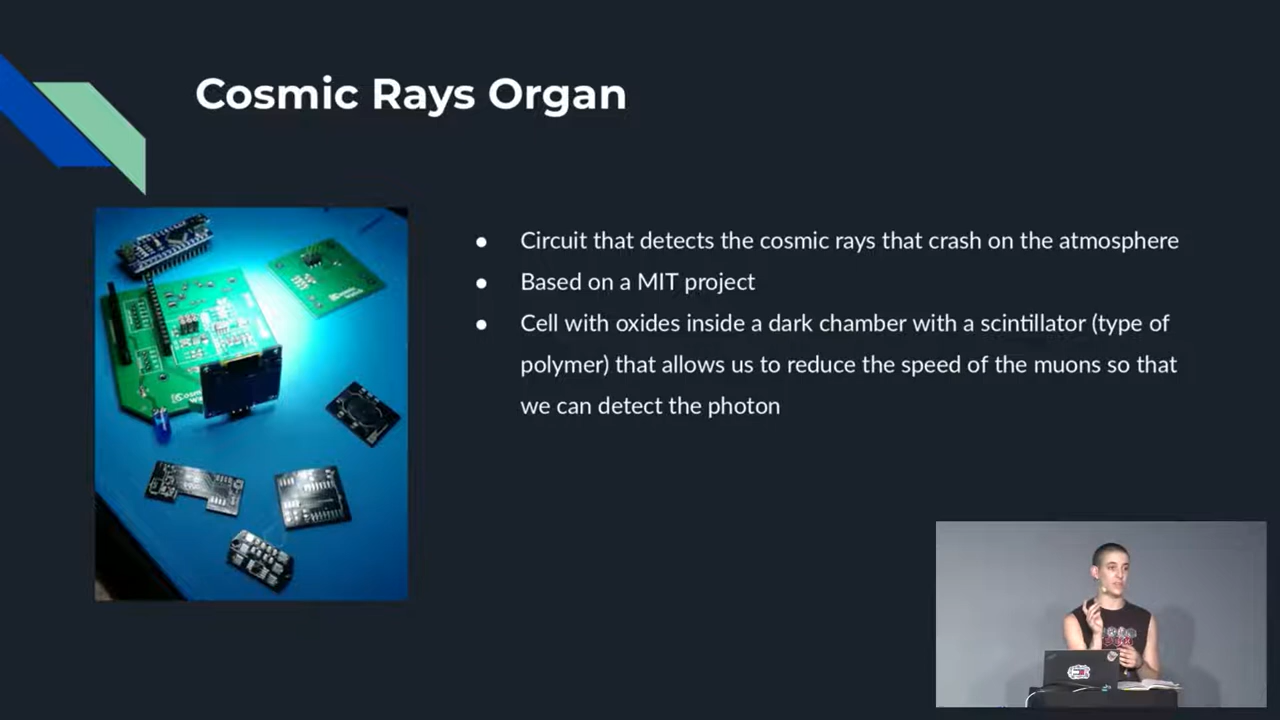 Cosmic Rays Organ
● Circuit that detects the cosmic rays that crash on the atmosphere
● Based on a MIT project
● Cell with oxides inside a dark chamber with a scintillator (type of
polymer) that allows us to reduce the speed of the muons so that
we can detect the photon